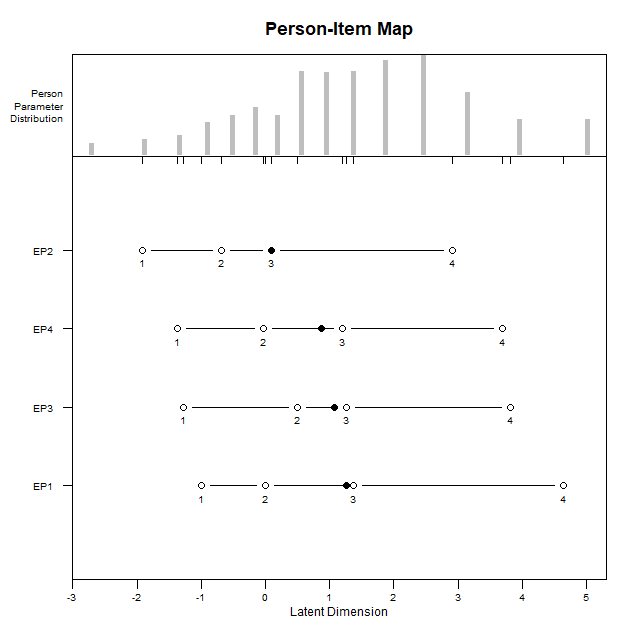 Person-Item Map
Person
Parameter
Distribution
EP2
1 2 3 4
EP4
1 2 3 4
EP3
1 2 3 4
EP1
1 2 3 4
-3 -2 -1 0 1 2 3 4 5
Latent Dimension